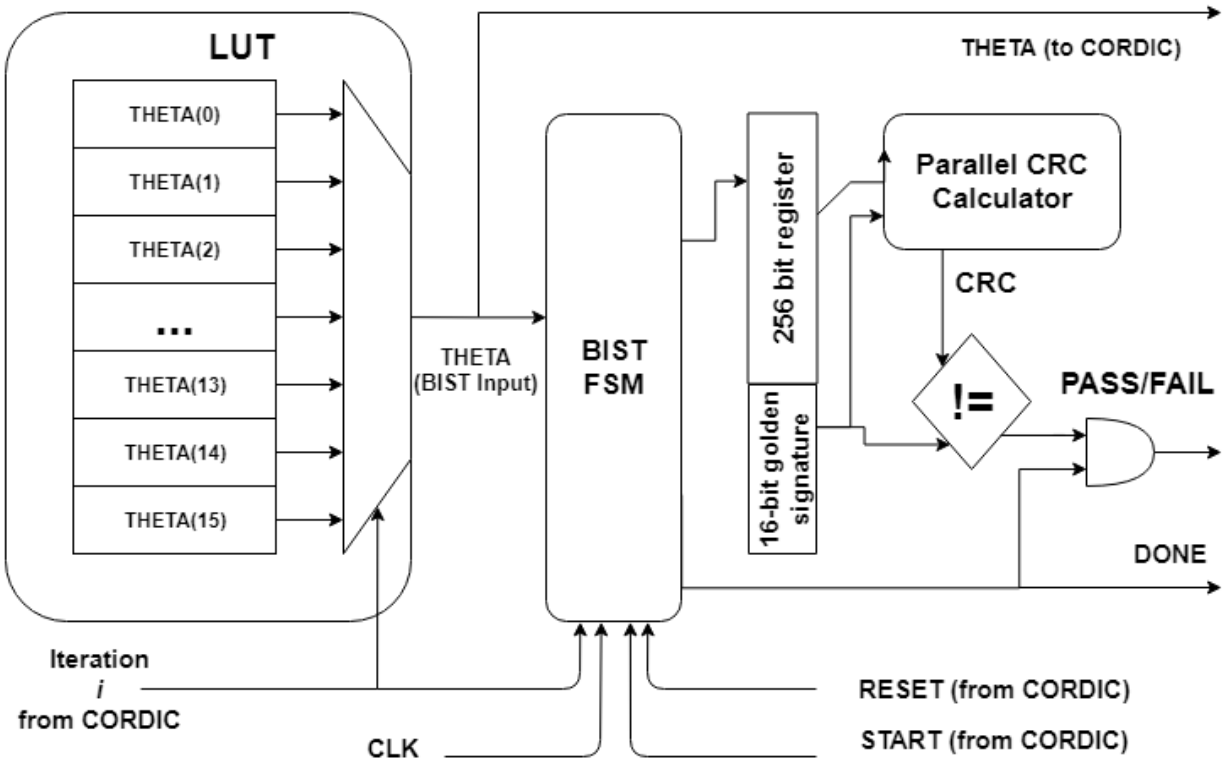 LUT
THETA(0)
THETA(1)
THETA(2)
...
THETA(13)
THETA(14)
THETA(15)
THETA (to CORDIC)
THETA
(BIST Input)
BIST
FSM
256 bit register
16-bit golden
signature
Parallel CRC
Calculator
CRC
!=
PASS/FAIL
DONE
Iteration
i
from CORDIC
CLK
RESET (from CORDIC)
START (from CORDIC)